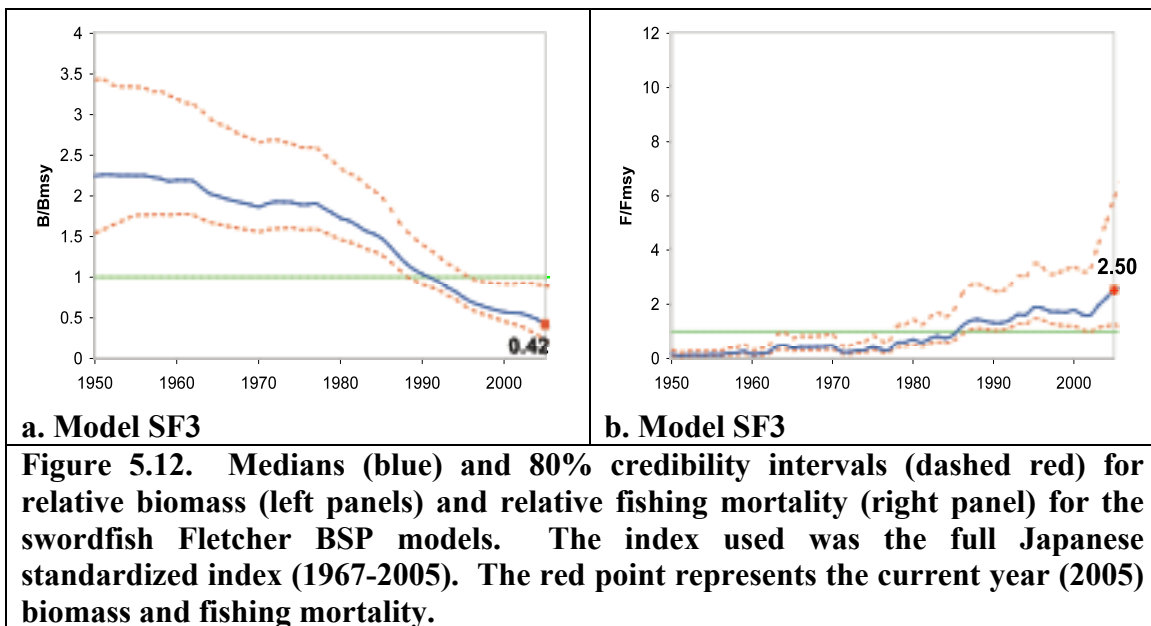 4
3.5
3
2.5
2
1.5
1
0.5
0
B/Bmsy
0.42
1950 1960 1970 1980 1990 2000
a. Model SF3
12
10
8
6
4
2
0
F/Fmsy
2.50
1950 1960 1970 1980 1990 2000
b. Model SF3
Figure 5.12. Medians (blue) and 80% credibility intervals (dashed red) for
relative biomass (left panels) and relative fishing mortality (right panel) for the
swordfish Fletcher BSP models. The index used was the full Japanese
standardized index (1967-2005). The red point represents the current year (2005)
biomass and fishing mortality.